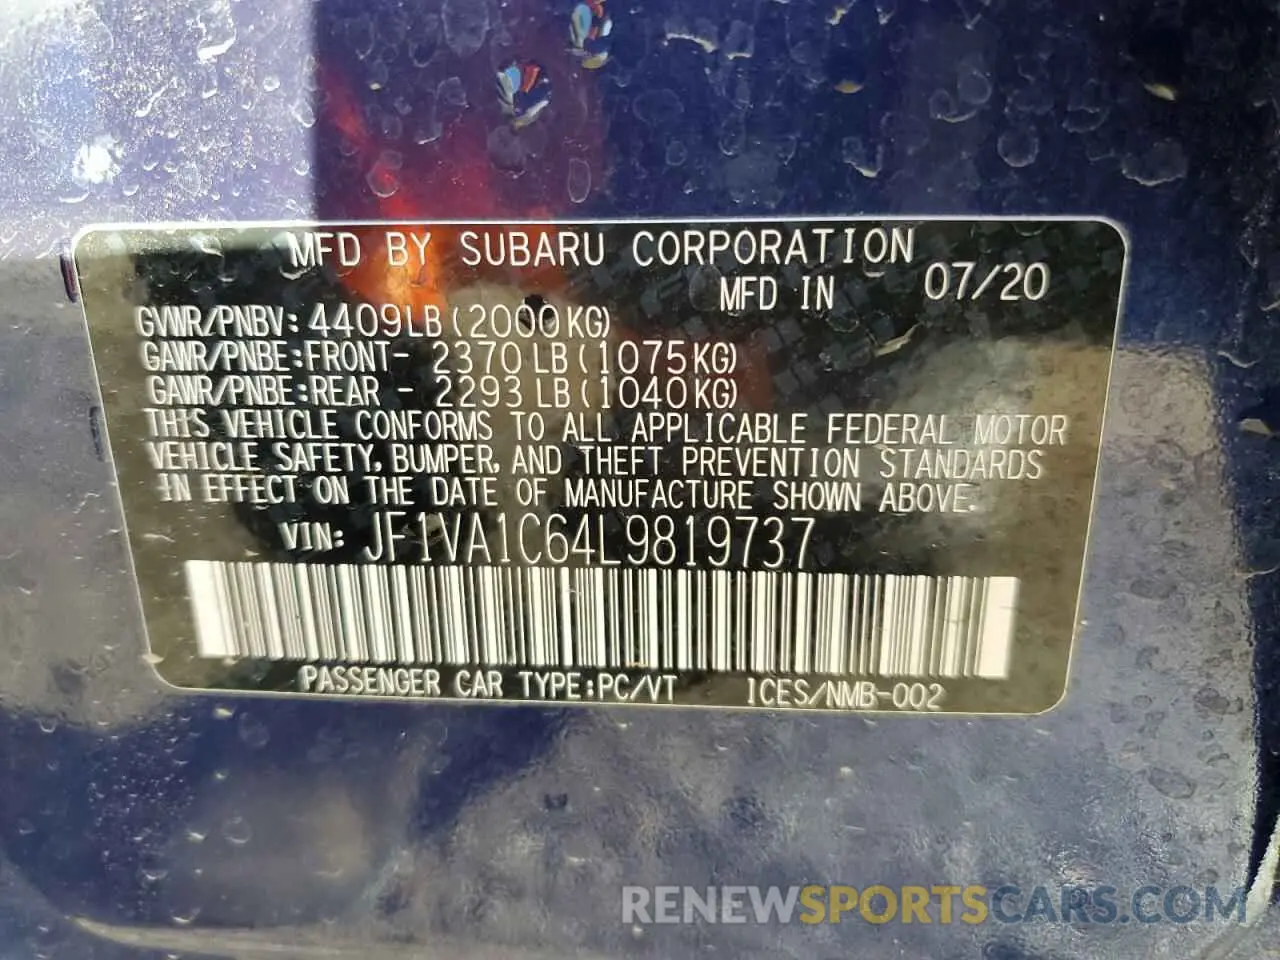 MFD BY SUBARU CORPORATION
MFD IN 07/20
GVWR/PNBV: 4409LB (2000KG)
GAWR/PNBE:FRONT- 2370LB (1075KG)
GAWR/PNBE:REAR - 2293LB (1040KG)
THIS VEHICLE CONFORMS TO ALL APPLICABLE FEDERAL MOTOR
VEHICLE SAFETY, BUMPER, AND THEFT PREVENTION STANDARDS
IN EFFECT ON THE DATE OF MANUFACTURE SHOWN ABOVE.
VIN: JF1VA1C64L9819737
PASSENGER CAR TYPE:PC/VT ICES/NMB-002
RENEWSPORTSCARS.COM